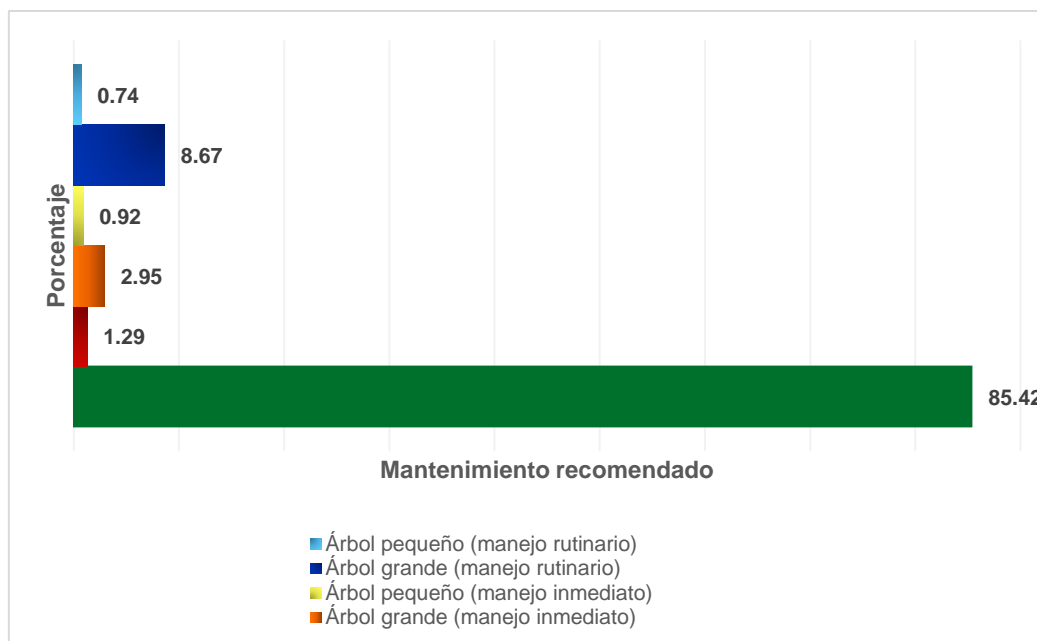 0.74
8.67
0.92
2.95
1.29
85.42
Porcentaje
Mantenimiento recomendado
Árbol pequeño (manejo rutinario)
Árbol grande (manejo rutinario)
Árbol pequeño (manejo inmediato)
Árbol grande (manejo inmediato)